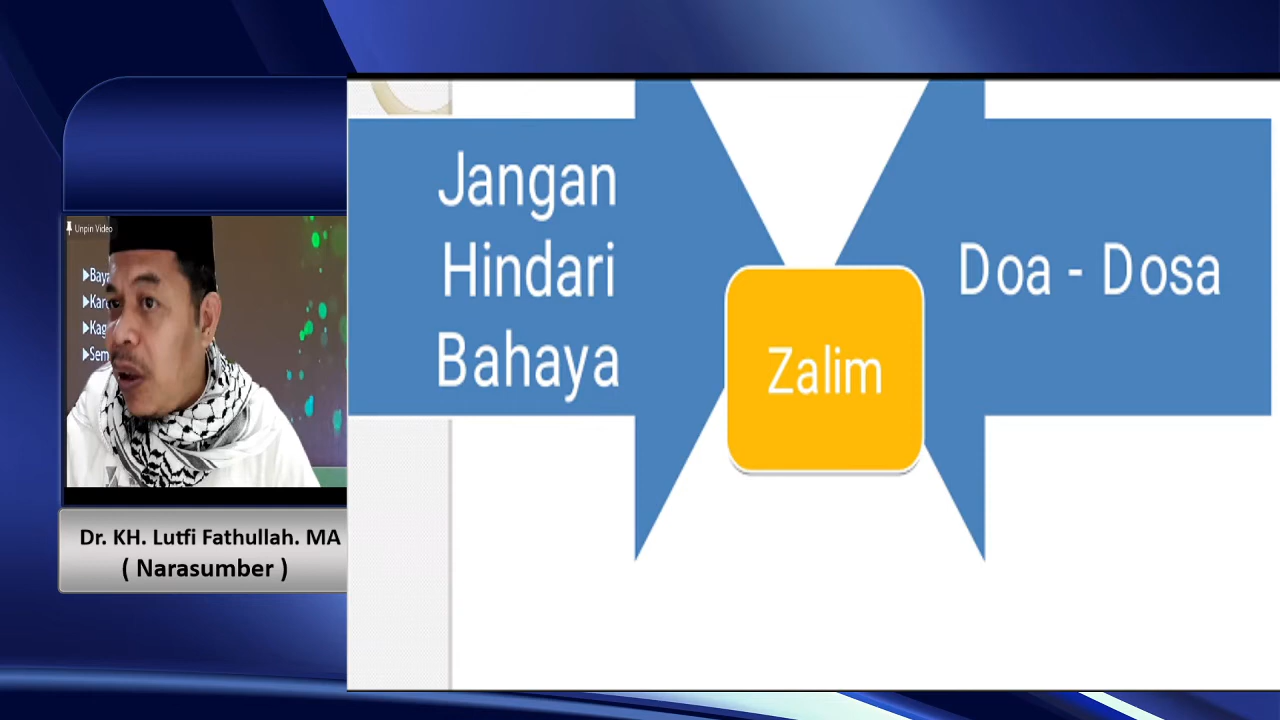 Unpin Video
Dr. KH. Lutfi Fathullah. MA
( Narasumber )
Jangan
Hindari
Bahaya
Zalim
Doa - Dosa